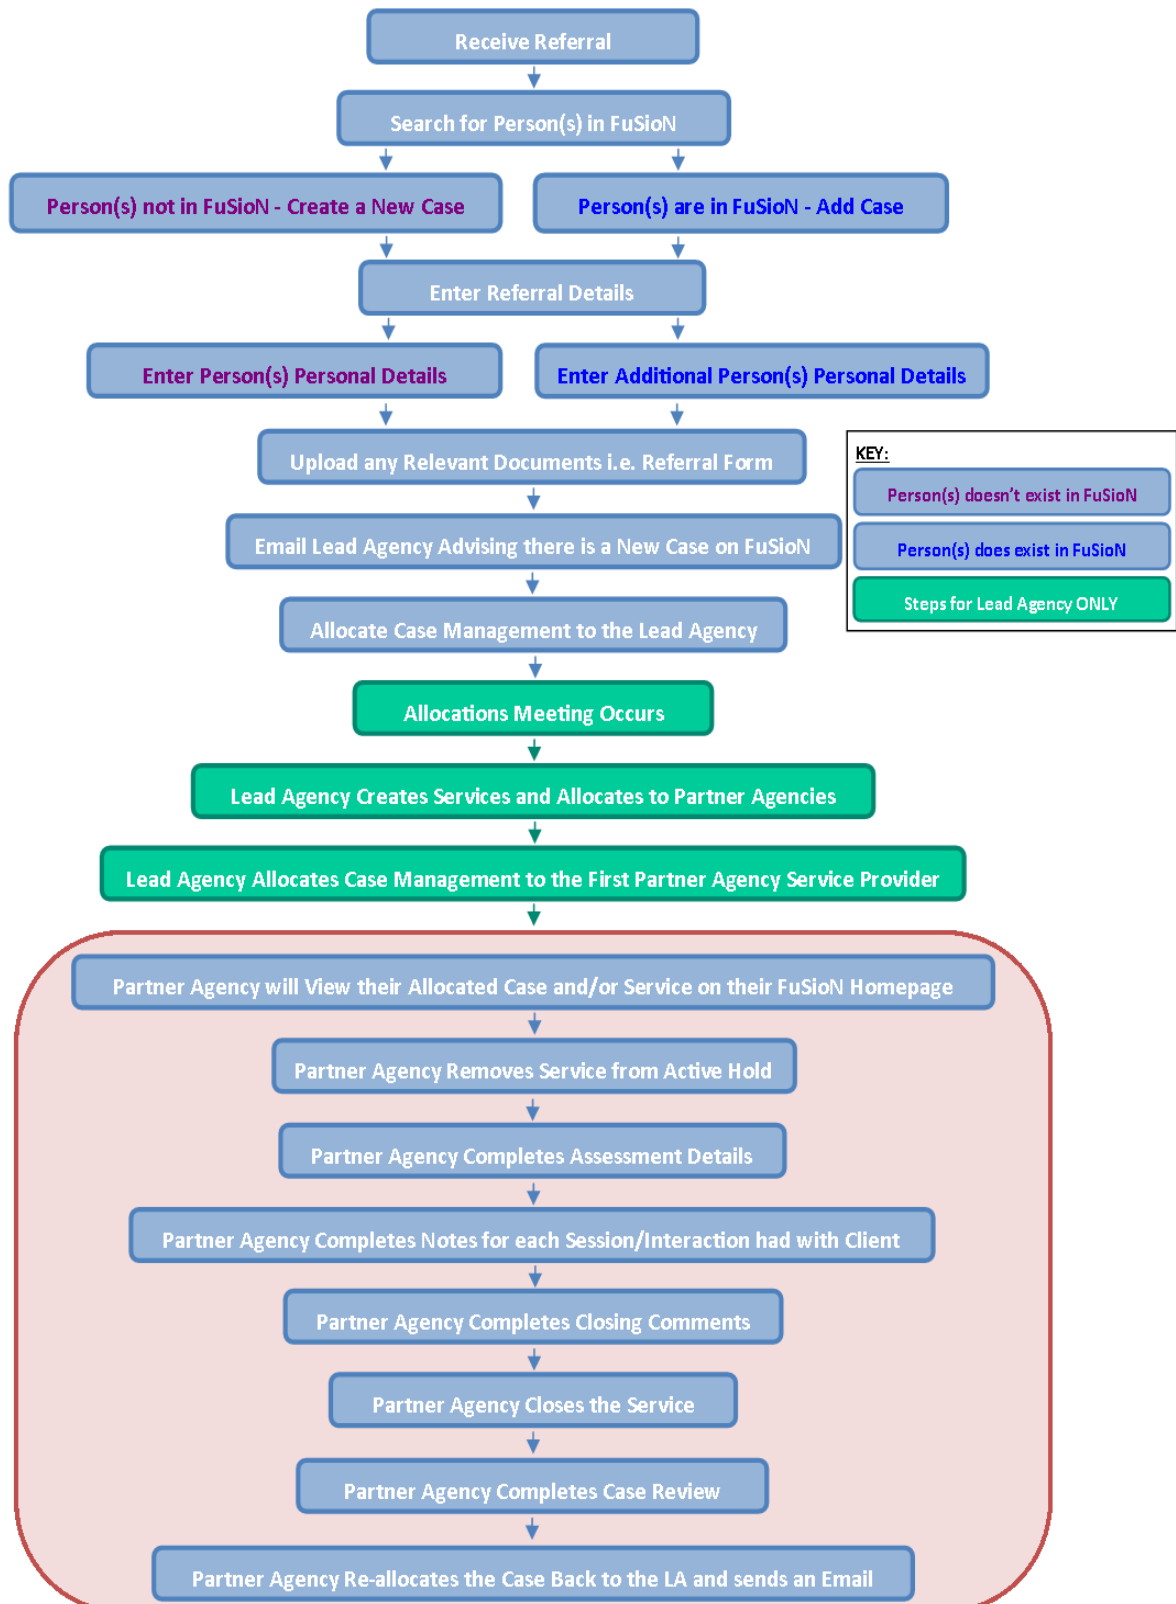 Receive Referral
Search for Person(s) in FuSioN
Person(s) not in FuSioN - Create a New Case
Person(s) are in FuSioN - Add Case
Enter Referral Details
Enter Person(s) Personal Details
Enter Additional Person(s) Personal Details
Upload any Relevant Documents i.e. Referral Form
KEY:
Person(s) doesn't exist in FuSioN
Person(s) does exist in FuSioN
Steps for Lead Agency ONLY
Email Lead Agency Advising there is a New Case on FuSioN
Allocate Case Management to the Lead Agency
Allocations Meeting Occurs
Lead Agency Creates Services and Allocates to Partner Agencies
Lead Agency Allocates Case Management to the First Partner Agency Service Provider
Partner Agency will View their Allocated Case and/or Service on their FuSioN Homepage
Partner Agency Removes Service from Active Hold
Partner Agency Completes Assessment Details
Partner Agency Completes Notes for each Session/Interaction had with Client
Partner Agency Completes Closing Comments
Partner Agency Closes the Service
Partner Agency Completes Case Review
Partner Agency Re-allocates the Case Back to the LA and sends an Email